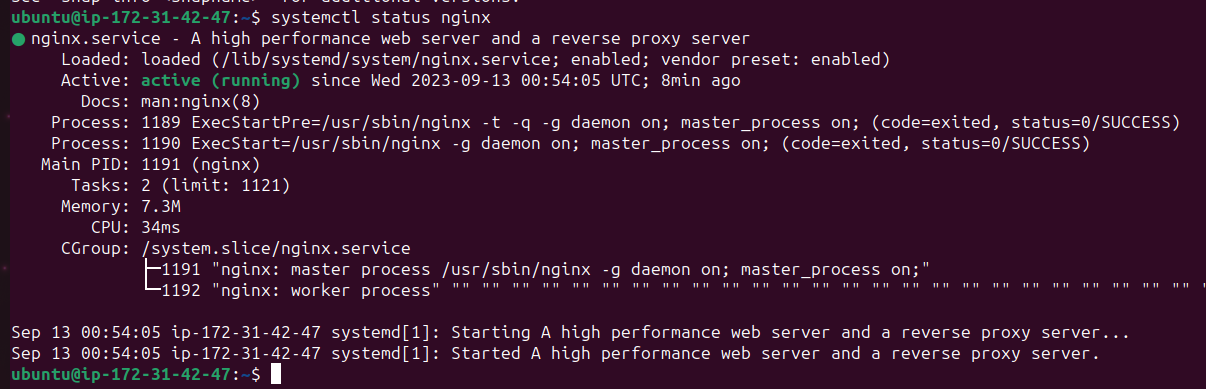 See 'snap info <snapname>' for additional versions.
ubuntu@ip-172-31-42-47:~$ systemctl status nginx
● nginx.service - A high performance web server and a reverse proxy server
Loaded: loaded (/lib/systemd/system/nginx.service; enabled; vendor preset: enabled)
Active: active (running) since Wed 2023-09-13 00:54:05 UTC; 8min ago
Docs: man:nginx(8)
Process: 1189 ExecStartPre=/usr/sbin/nginx -t -q -g daemon on; master_process on; (code=exited, status=0/SUCCESS)
Process: 1190 ExecStart=/usr/sbin/nginx -g daemon on; master_process on; (code=exited, status=0/SUCCESS)
Main PID: 1191 (nginx)
Tasks: 2 (limit: 1121)
Memory: 7.3M
CPU: 34ms
CGroup: /system.slice/nginx.service
├─1191 "nginx: master process /usr/sbin/nginx -g daemon on; master_process on;"
└─1192 "nginx: worker process" "" "" "" "" "" "" "" "" "" "" "" "" "" "" "" "" "" "" "" "" "" "" "" "" "" "
Sep 13 00:54:05 ip-172-31-42-47 systemd[1]: Starting A high performance web server and a reverse proxy server...
Sep 13 00:54:05 ip-172-31-42-47 systemd[1]: Started A high performance web server and a reverse proxy server.
ubuntu@ip-172-31-42-47:~$